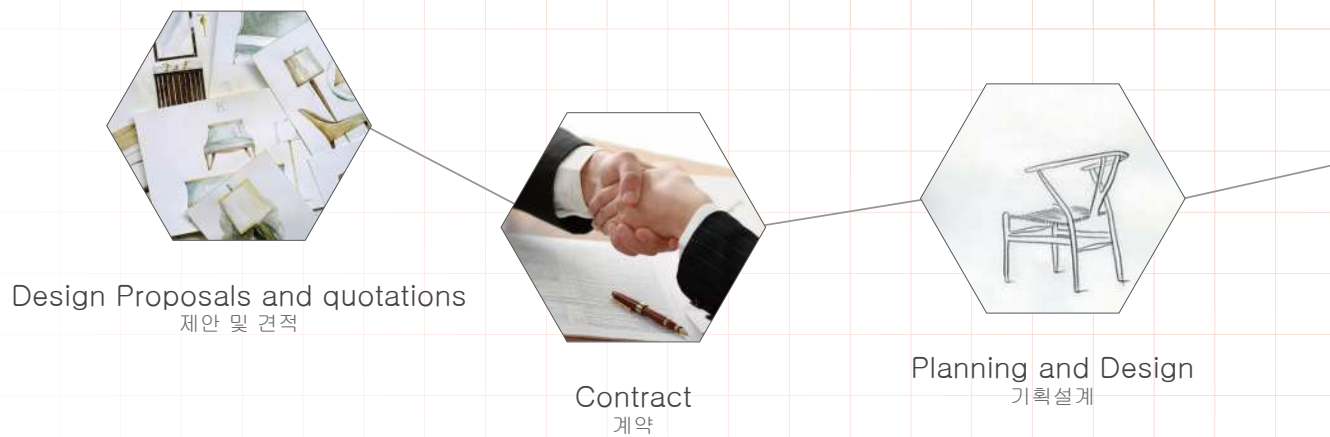 Design Proposals and quotations
제안 및 견적
Contract
계약
Planning and Design
기획설계